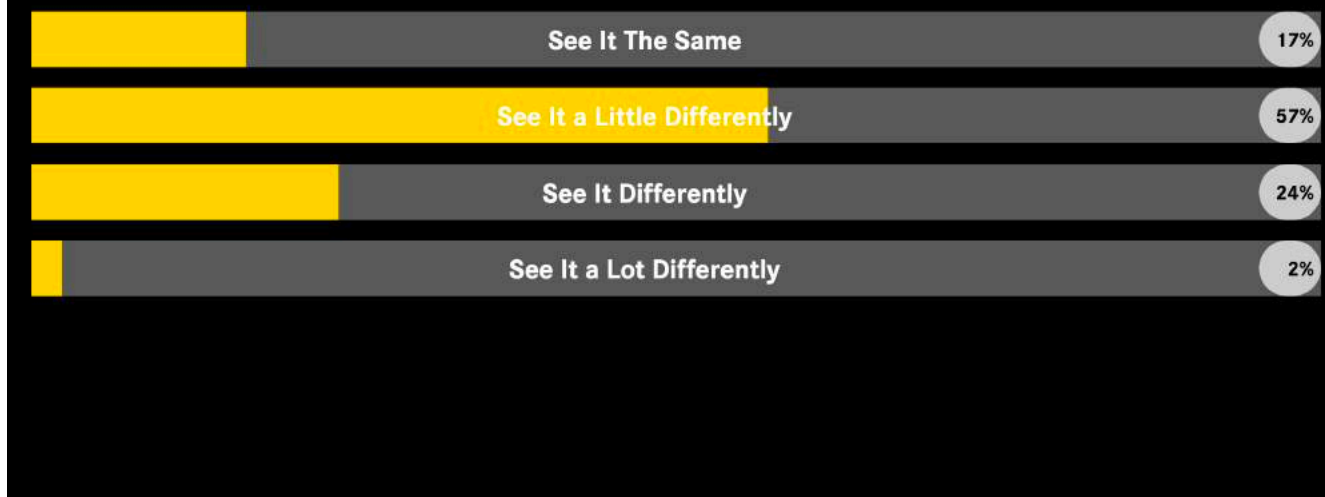 See It The Same 17%
See It a Little Differently 57%
See It Differently 24%
See It a Lot Differently 2%